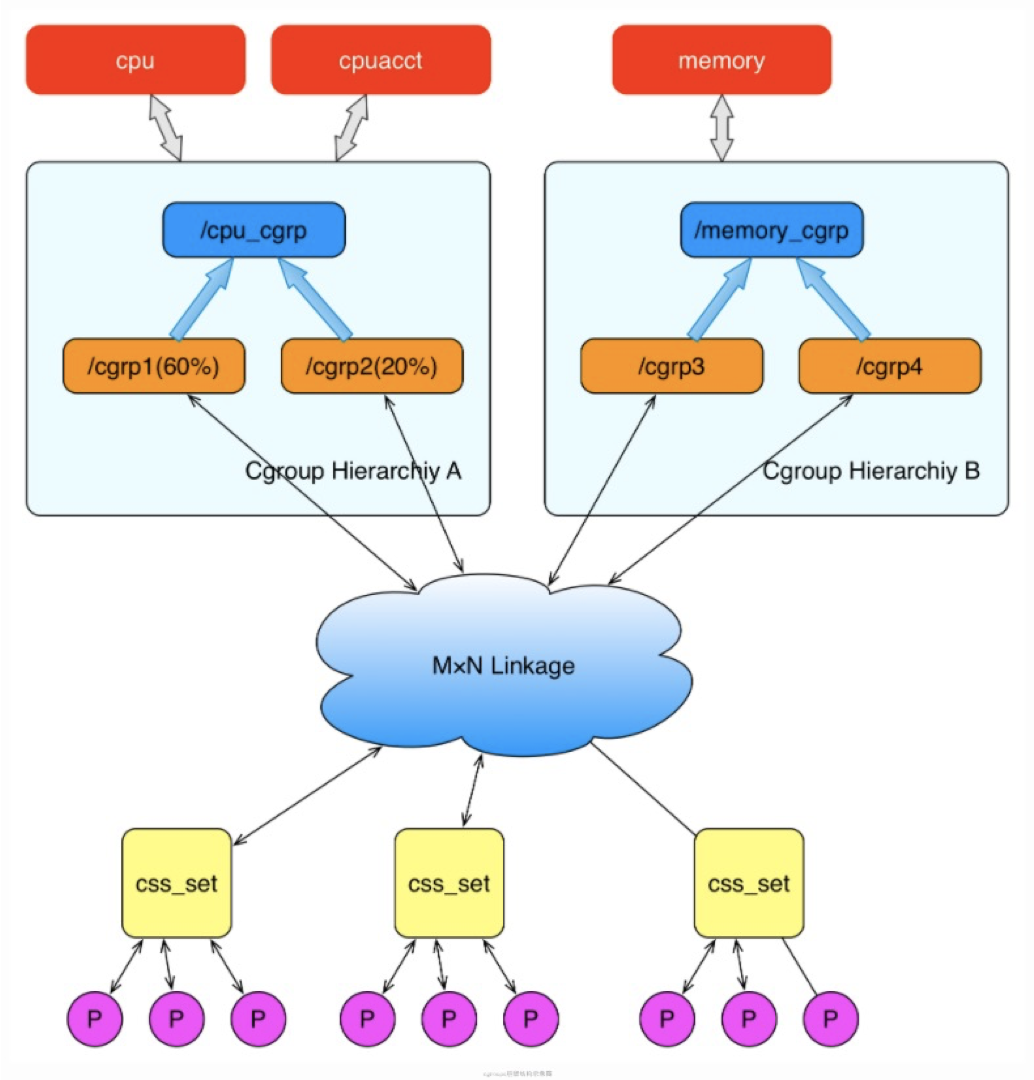 cpu
cpuacct
memory
/cpu_cgrp
/memory_cgrp
/cgrp1(60%)
/cgrp2(20%)
/cgrp3
/cgrp4
Cgroup Hierarchiy A
Cgroup Hierarchiy B
M×N Linkage
css_set
css_set
css_set
P
P
P
P
P
P
P
P
P